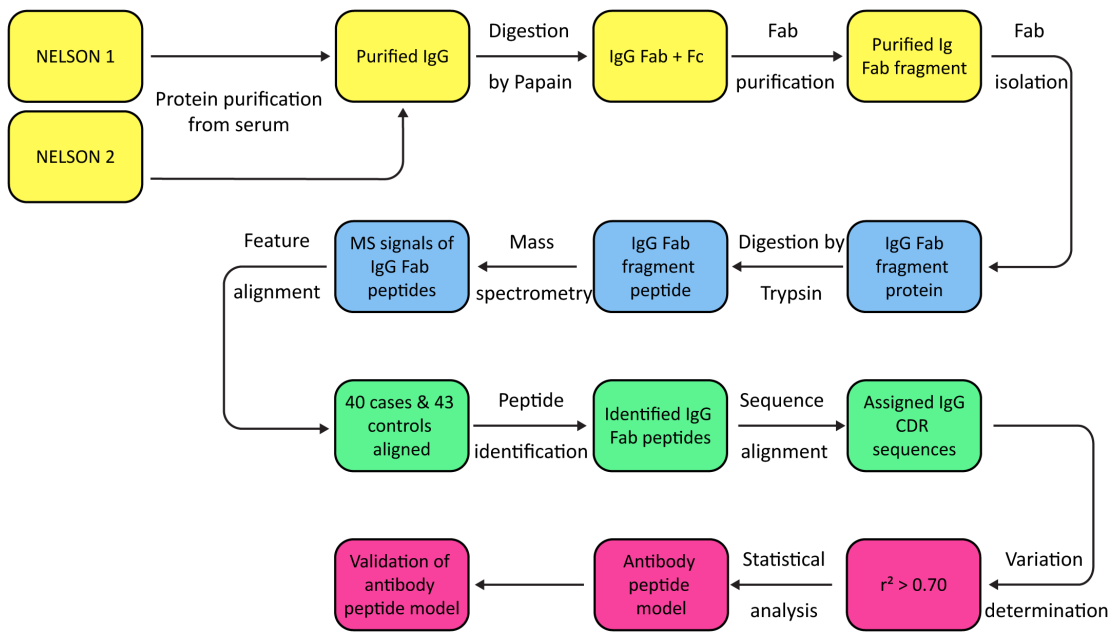 NELSON 1
Protein purification
from serum
NELSON 2
Purified IgG
Digestion
by Papain
IgG Fab + Fc
Fab
purification
Purified Ig
Fab fragment
Fab
isolation
IgG Fab
fragment
protein
Digestion by
Trypsin
IgG Fab
fragment
peptide
Mass
spectrometry
MS signals of
IgG Fab
peptides
Feature
alignment
40 cases & 43
controls
aligned
Peptide
identification
Identified IgG
Fab peptides
Sequence
alignment
Assigned IgG
CDR
sequences
Variation
determination
r² > 0.70
Statistical
analysis
Antibody
peptide
model
Validation of
antibody
peptide model